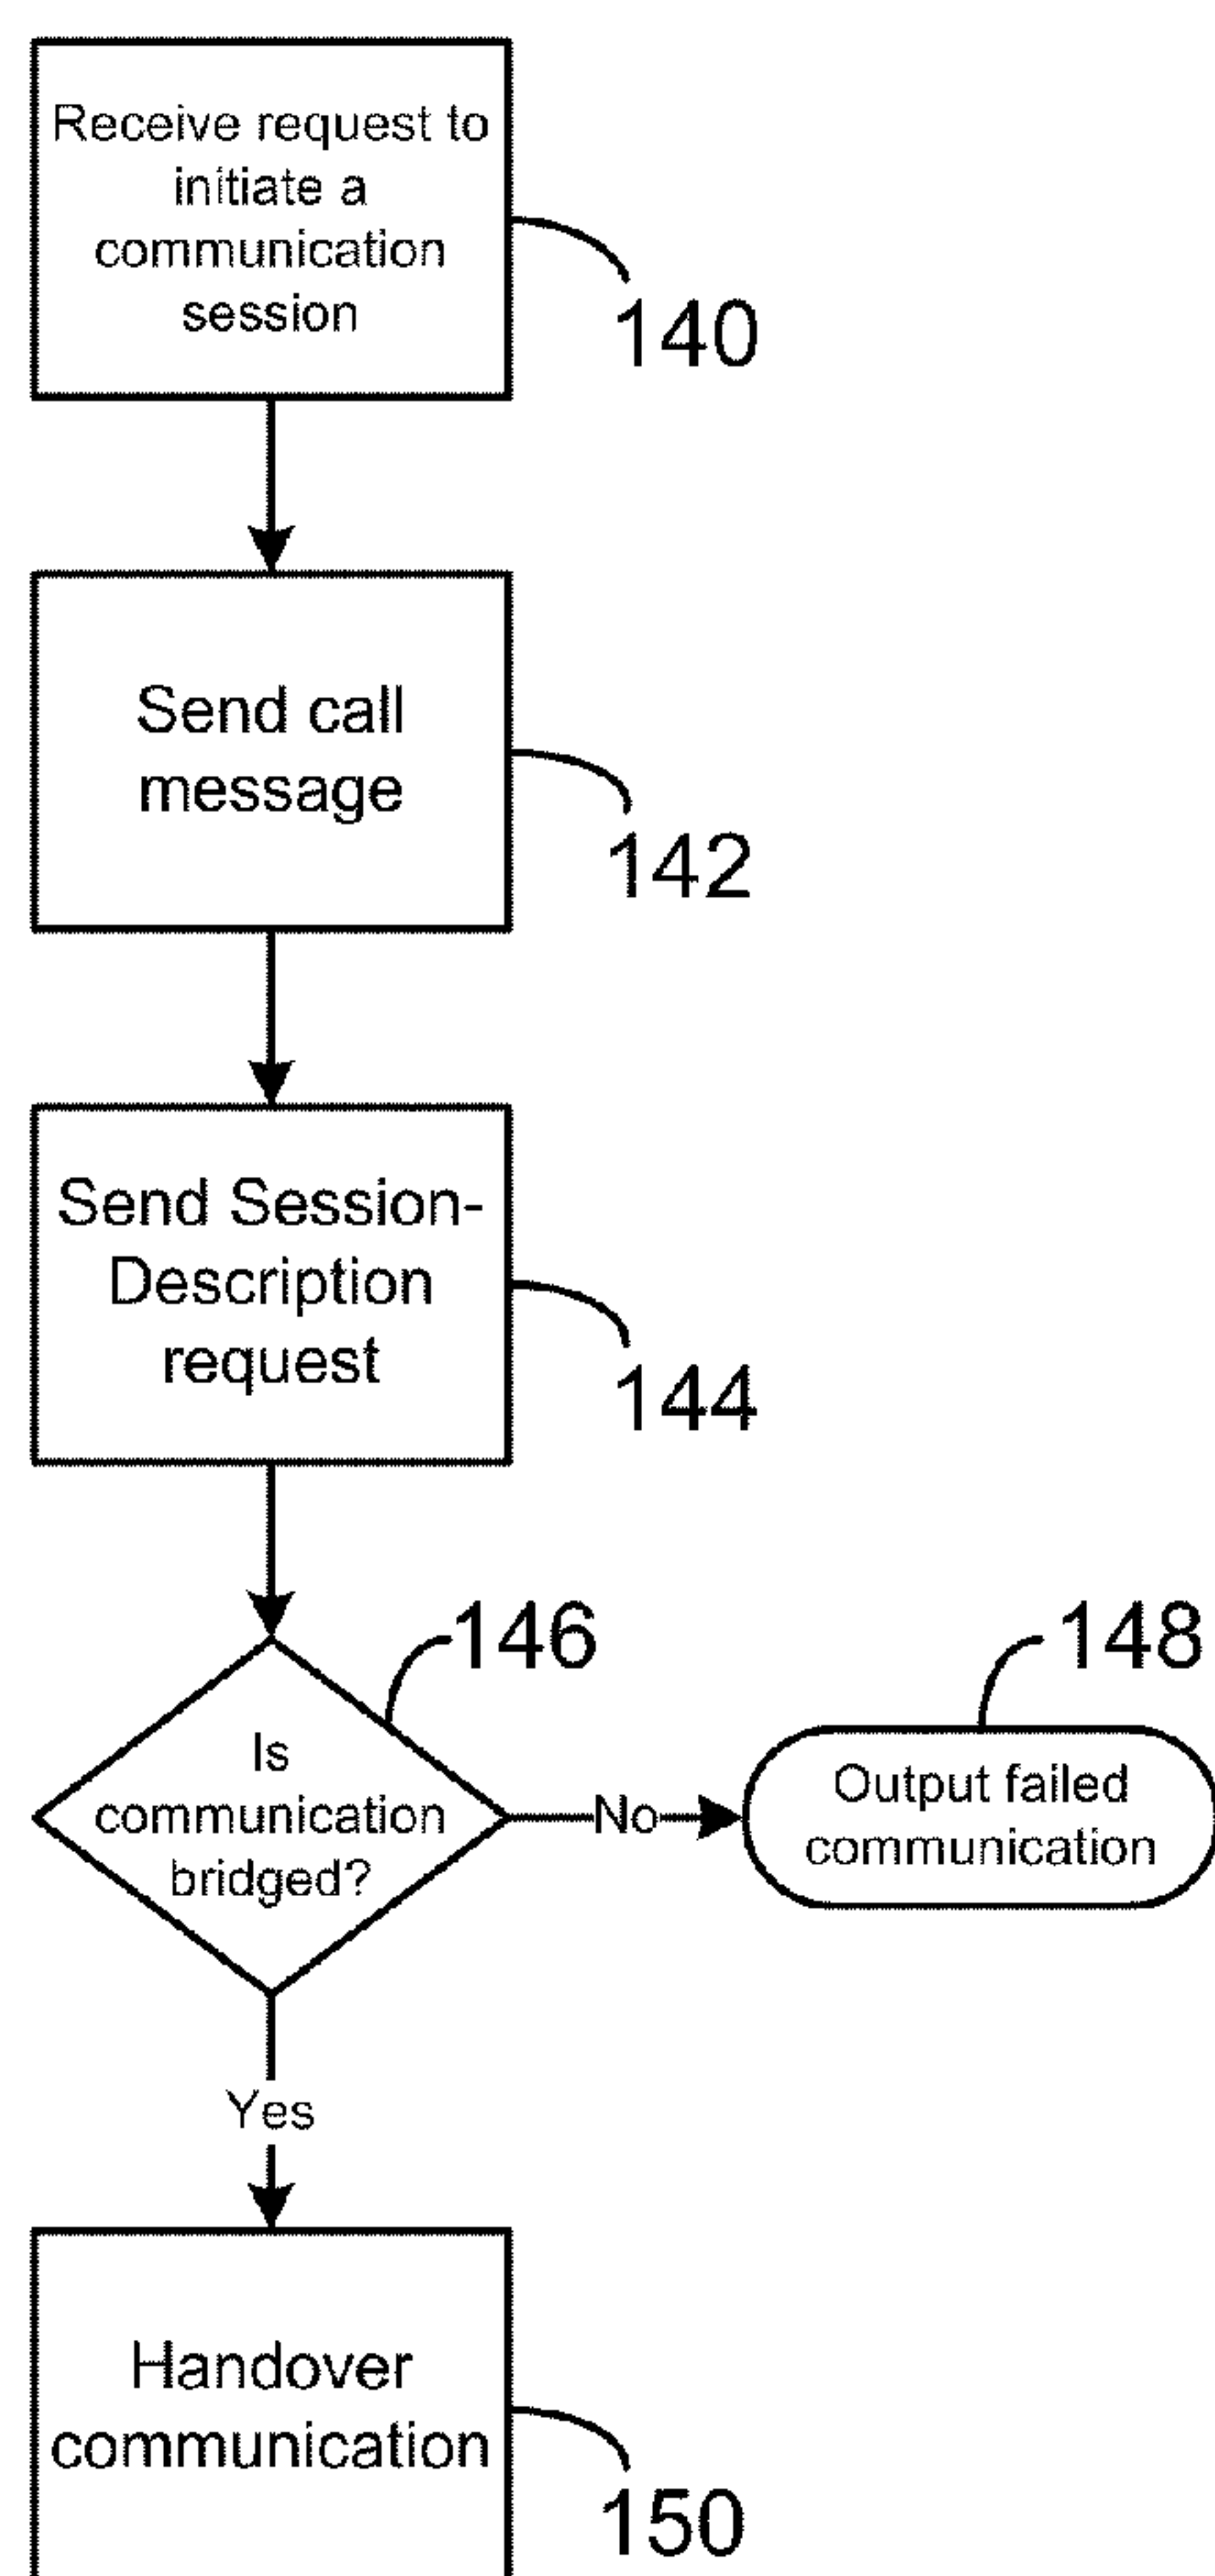 Receive request to
initiate a
communication
session
140
Send call
message
142
Send Session-
Description
request
144
146
Is
communication
bridged?
No
148
Output failed
communication
Yes
Handover
communication
150